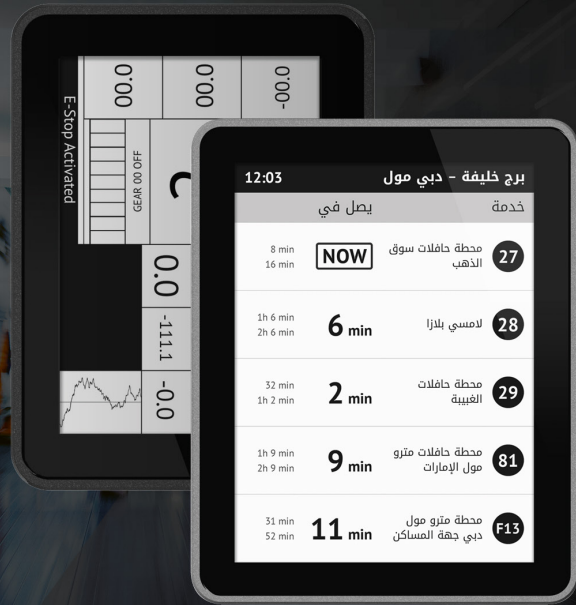 00.0
00.0
-00.0
E-Stop Activated
GEAR 00 OFF
0.0
-111.1
-0.0
برج خليفة – دبي مول 12:03
خدمة يصل في
27 محطة حافلات سوق الذهب NOW 8 min 16 min
28 لامسي بلازا 6 min 1h 6 min 2h 6 min
29 محطة حافلات الغبيبة 2 min 32 min 1h 2 min
81 محطة حافلات مترو مول الإمارات 9 min 1h 9 min 2h 9 min
F13 محطة مترو مول دبي جهة المساكن 11 min 31 min 52 min